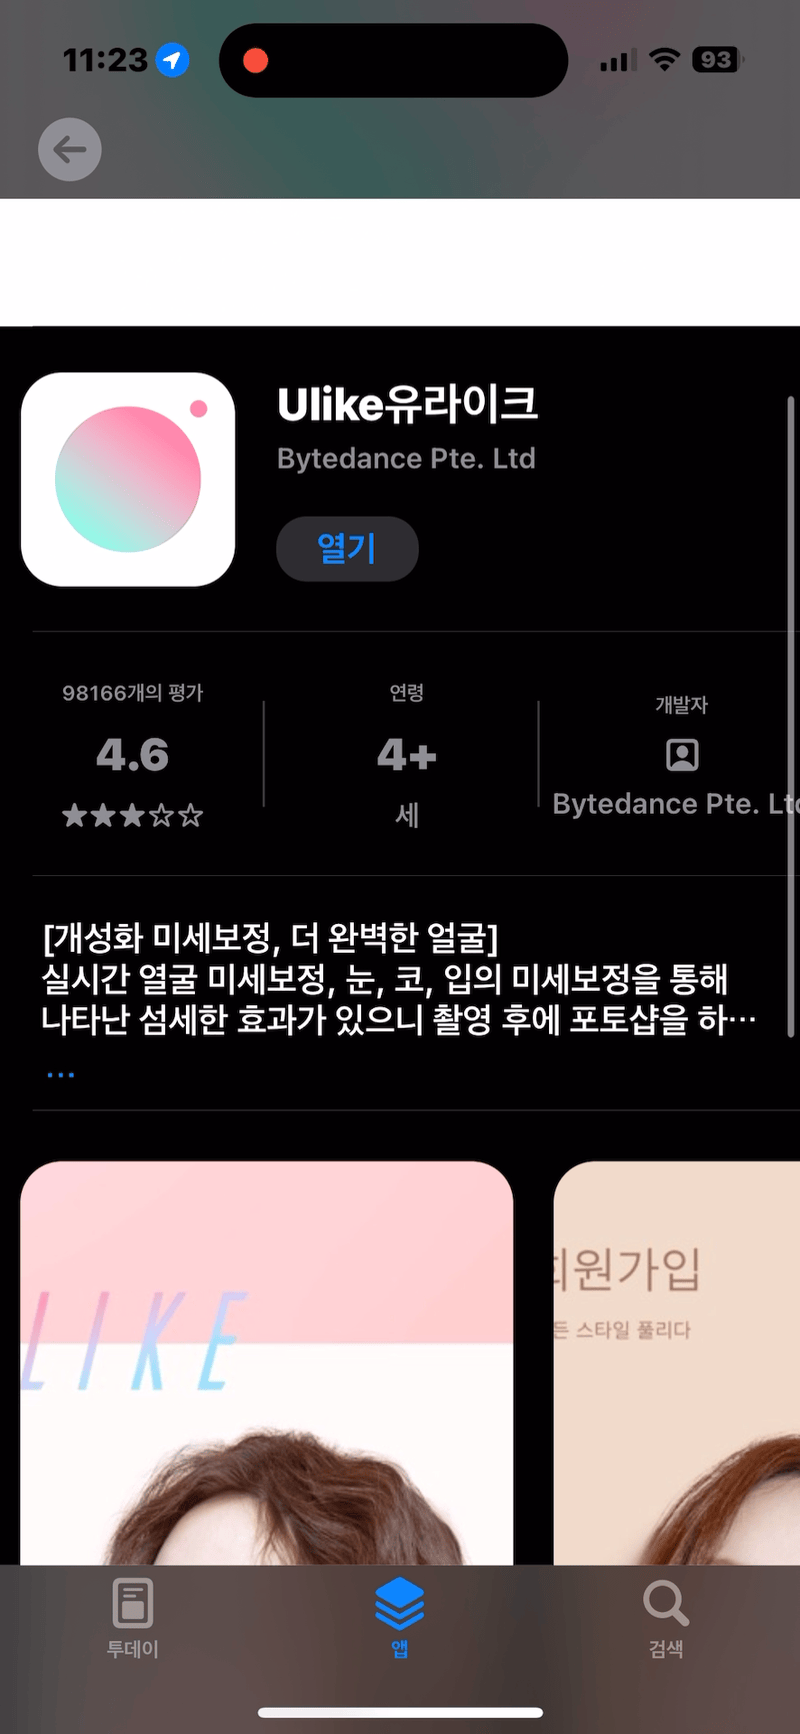 11:23
93
Ulike유라이크
Bytedance Pte. Ltd
열기
98166개의 평가
4.6
연령
4+
세
개발자
Bytedance Pte. Ltd
[개성화 미세보정, 더 완벽한 얼굴]
실시간 열굴 미세보정, 눈, 코, 입의 미세보정을 통해
나타난 섬세한 효과가 있으니 촬영 후에 포토샵을 하…
...
LIKE
회원가입
든 스타일 풀리다
투데이
앱
검색